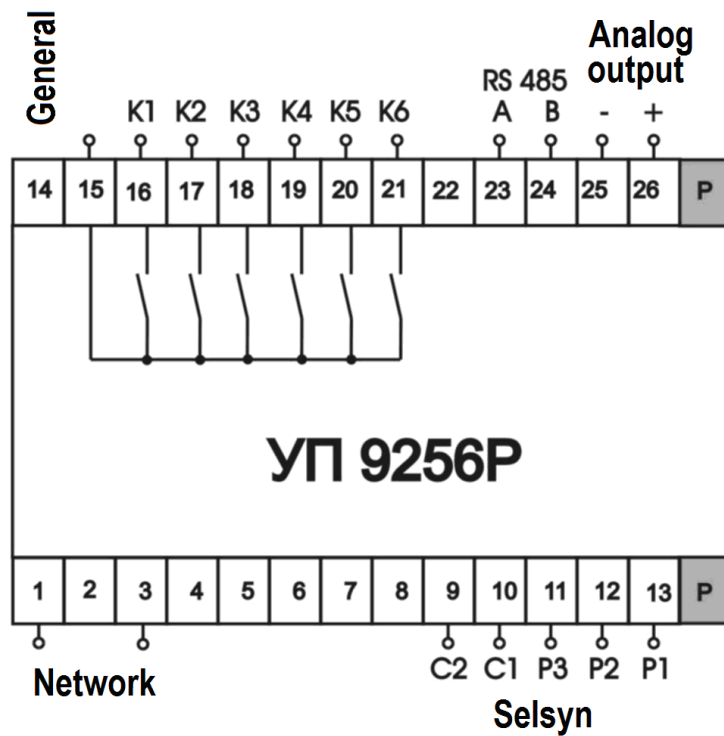 General
Analog
output
RS 485
K1 K2 K3 K4 K5 K6 A B - +
14 15 16 17 18 19 20 21 22 23 24 25 26 P
УП 9256Р
1 2 3 4 5 6 7 8 9 10 11 12 13 P
Network C2 C1 P3 P2 P1
Selsyn